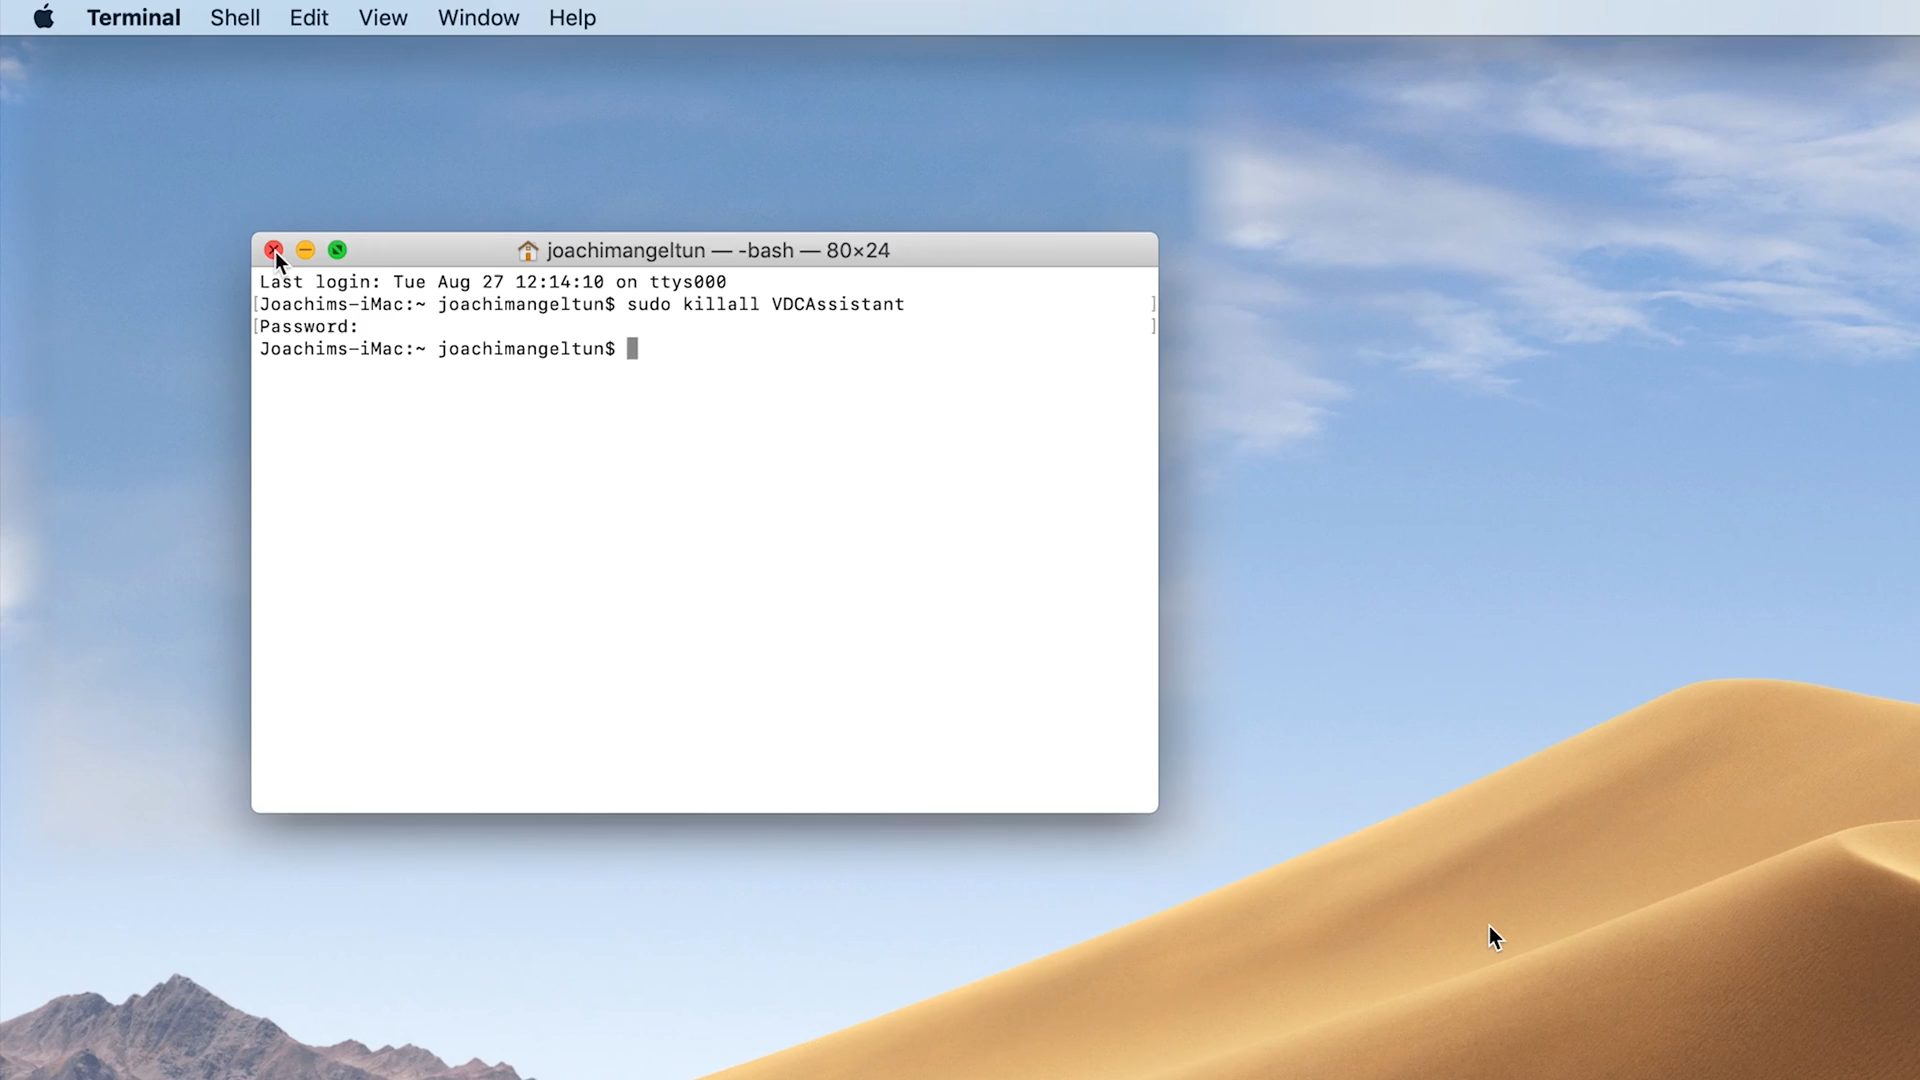 Terminal Shell Edit View Window Help
joachimangeltun — -bash — 80×24
Last login: Tue Aug 27 12:14:10 on ttys000
[Joachims-iMac:~ joachimangeltun$ sudo killall VDCAssistant ]
[Password: ]
Joachims-iMac:~ joachimangeltun$